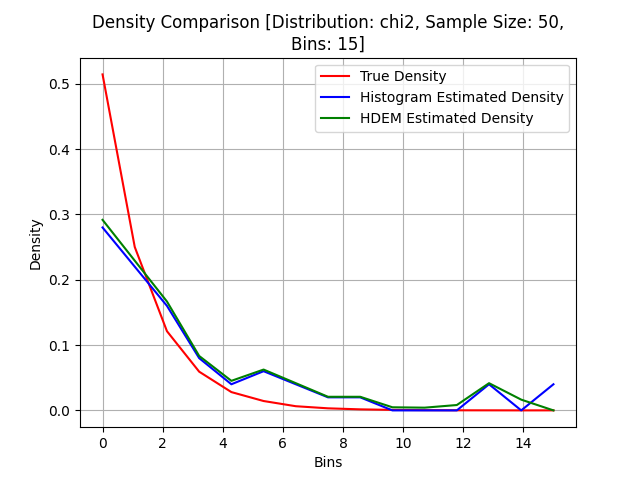 Density Comparison [Distribution: chi2, Sample Size: 50,
Bins: 15]
True Density
Histogram Estimated Density
HDEM Estimated Density
Density
0.5
0.4
0.3
0.2
0.1
0.0
0 2 4 6 8 10 12 14
Bins